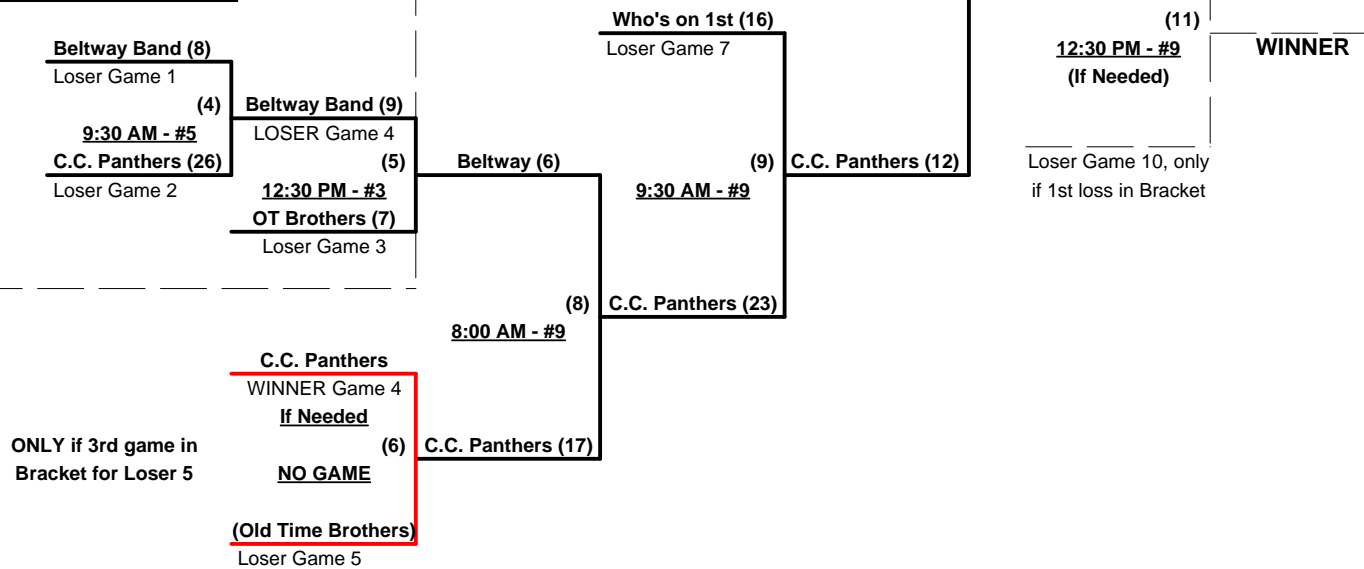 Who's on 1st (16)
(11)
Beltway Band (8)
Loser Game 7
12:30 PM - #9
WINNER
Loser Game 1
(If Needed)
(4)
Beltway Band (9)
9:30 AM - #5
LOSER Game 4
C.C. Panthers (26)
(5)
Beltway (6)
(9)
C.C. Panthers (12)
Loser Game 10, only
Loser Game 2
12:30 PM - #3
9:30 AM - #9
if 1st loss in Bracket
OT Brothers (7)
Loser Game 3
(8)
C.C. Panthers (23)
8:00 AM - #9
C.C. Panthers
WINNER Game 4
If Needed
ONLY if 3rd game in
(6)
C.C. Panthers (17)
Bracket for Loser 5
NO GAME
(Old Time Brothers)
Loser Game 5